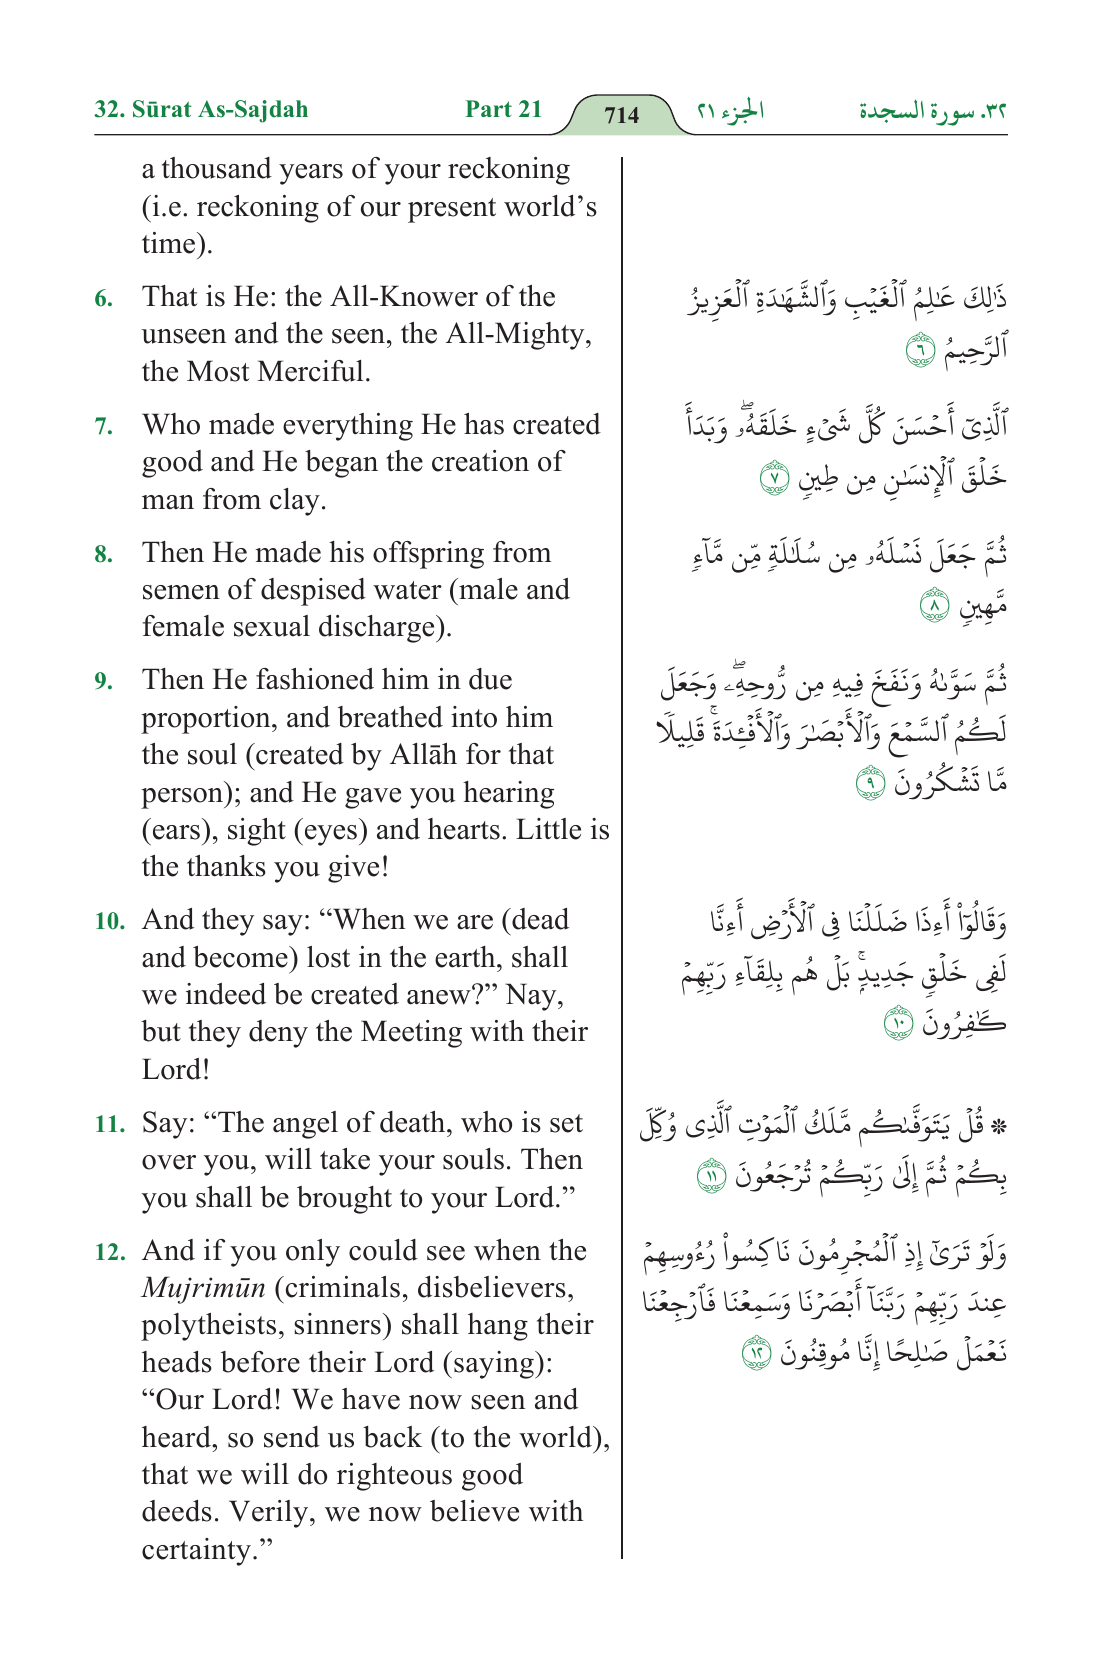 32. Sūrat As-Sajdah Part 21 714 الجزء ٢١ ٣٢. سورة السجدة
a thousand years of your reckoning
(i.e. reckoning of our present world’s
time).
6. That is He: the All-Knower of the
unseen and the seen, the All-Mighty,
the Most Merciful.
ذَٰلِكَ عَـٰلِمُ ٱلۡغَيۡبِ وَٱلشَّهَـٰدَةِ ٱلۡعَزِيزُ
ٱلرَّحِيمُ ٦
7. Who made everything He has created
good and He began the creation of
man from clay.
ٱلَّذِىٓ أَحۡسَنَ كُلَّ شَىۡءٍ خَلَقَهُۥۖ وَبَدَأَ
خَلۡقَ ٱلۡإِنسَـٰنِ مِن طِينٍ ٧
8. Then He made his offspring from
semen of despised water (male and
female sexual discharge).
ثُمَّ جَعَلَ نَسۡلَهُۥ مِن سُلَـٰلَةٍ مِّن مَّآءٍ
مَّهِينٍ ٨
9. Then He fashioned him in due
proportion, and breathed into him
the soul (created by Allāh for that
person); and He gave you hearing
(ears), sight (eyes) and hearts. Little is
the thanks you give!
ثُمَّ سَوَّىٰهُ وَنَفَخَ فِيهِ مِن رُّوحِهِۦۖ وَجَعَلَ
لَكُمُ ٱلسَّمۡعَ وَٱلۡأَبۡصَـٰرَ وَٱلۡأَفۡـِٔدَةَۚ قَلِيلًا
مَّا تَشۡكُرُونَ ٩
10. And they say: “When we are (dead
and become) lost in the earth, shall
we indeed be created anew?” Nay,
but they deny the Meeting with their
Lord!
وَقَالُوٓاْ أَءِذَا ضَلَلۡنَا فِى ٱلۡأَرۡضِ أَءِنَّا
لَفِى خَلۡقٍ جَدِيدٍۭۚ بَلۡ هُم بِلِقَآءِ رَبِّهِمۡ
كَـٰفِرُونَ ١٠
11. Say: “The angel of death, who is set
over you, will take your souls. Then
you shall be brought to your Lord.”
❊ قُلۡ يَتَوَفَّىٰكُم مَّلَكُ ٱلۡمَوۡتِ ٱلَّذِى وُكِّلَ
بِكُمۡ ثُمَّ إِلَىٰ رَبِّكُمۡ تُرۡجَعُونَ ١١
12. And if you only could see when the
Mujrimūn (criminals, disbelievers,
polytheists, sinners) shall hang their
heads before their Lord (saying):
“Our Lord! We have now seen and
heard, so send us back (to the world),
that we will do righteous good
deeds. Verily, we now believe with
certainty.”
وَلَوۡ تَرَىٰٓ إِذِ ٱلۡمُجۡرِمُونَ نَاكِسُواْ رُءُوسِهِمۡ
عِندَ رَبِّهِمۡ رَبَّنَآ أَبۡصَرۡنَا وَسَمِعۡنَا فَٱرۡجِعۡنَا
نَعۡمَلۡ صَـٰلِحًا إِنَّا مُوقِنُونَ ١٢